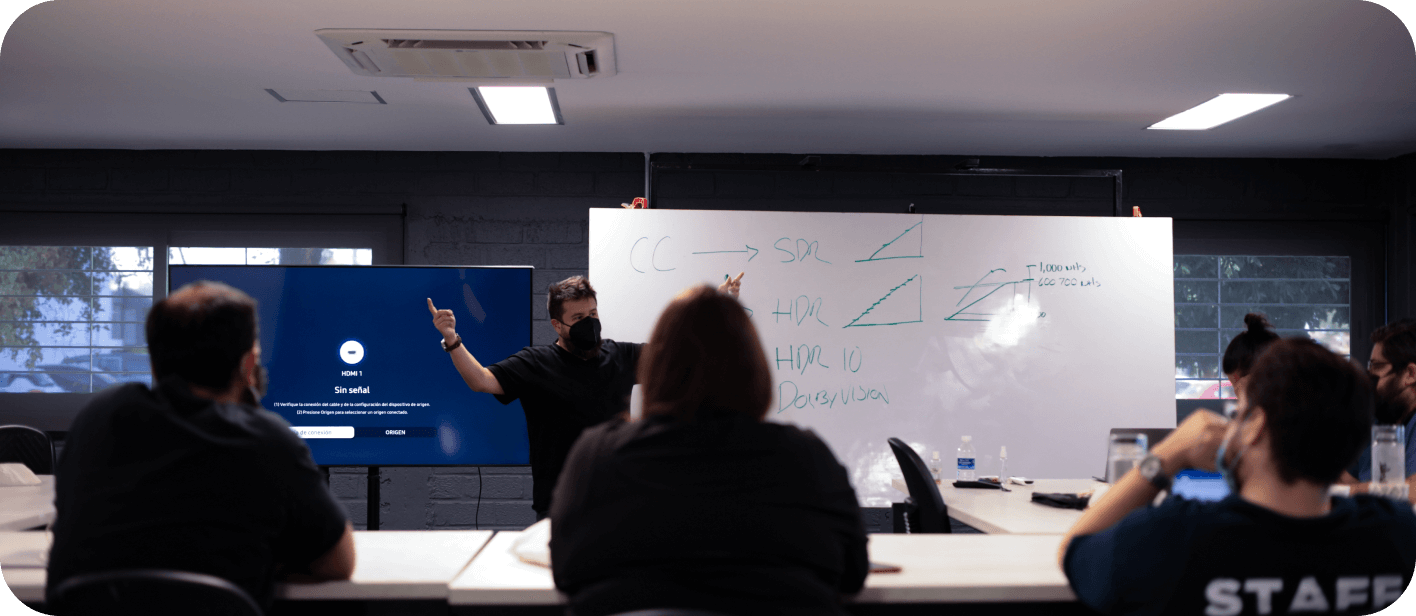 CC → SDR
HDR
HDR 10
DOLBY VISION
1,000 nits
600 700 nits
HDMI 1
Sin señal
(1) Verifique la conexión del cable y de la configuración del dispositivo de origen.
(2) Presione Origen para seleccionar un origen conectado.
de conexión
ORIGEN
STAFF